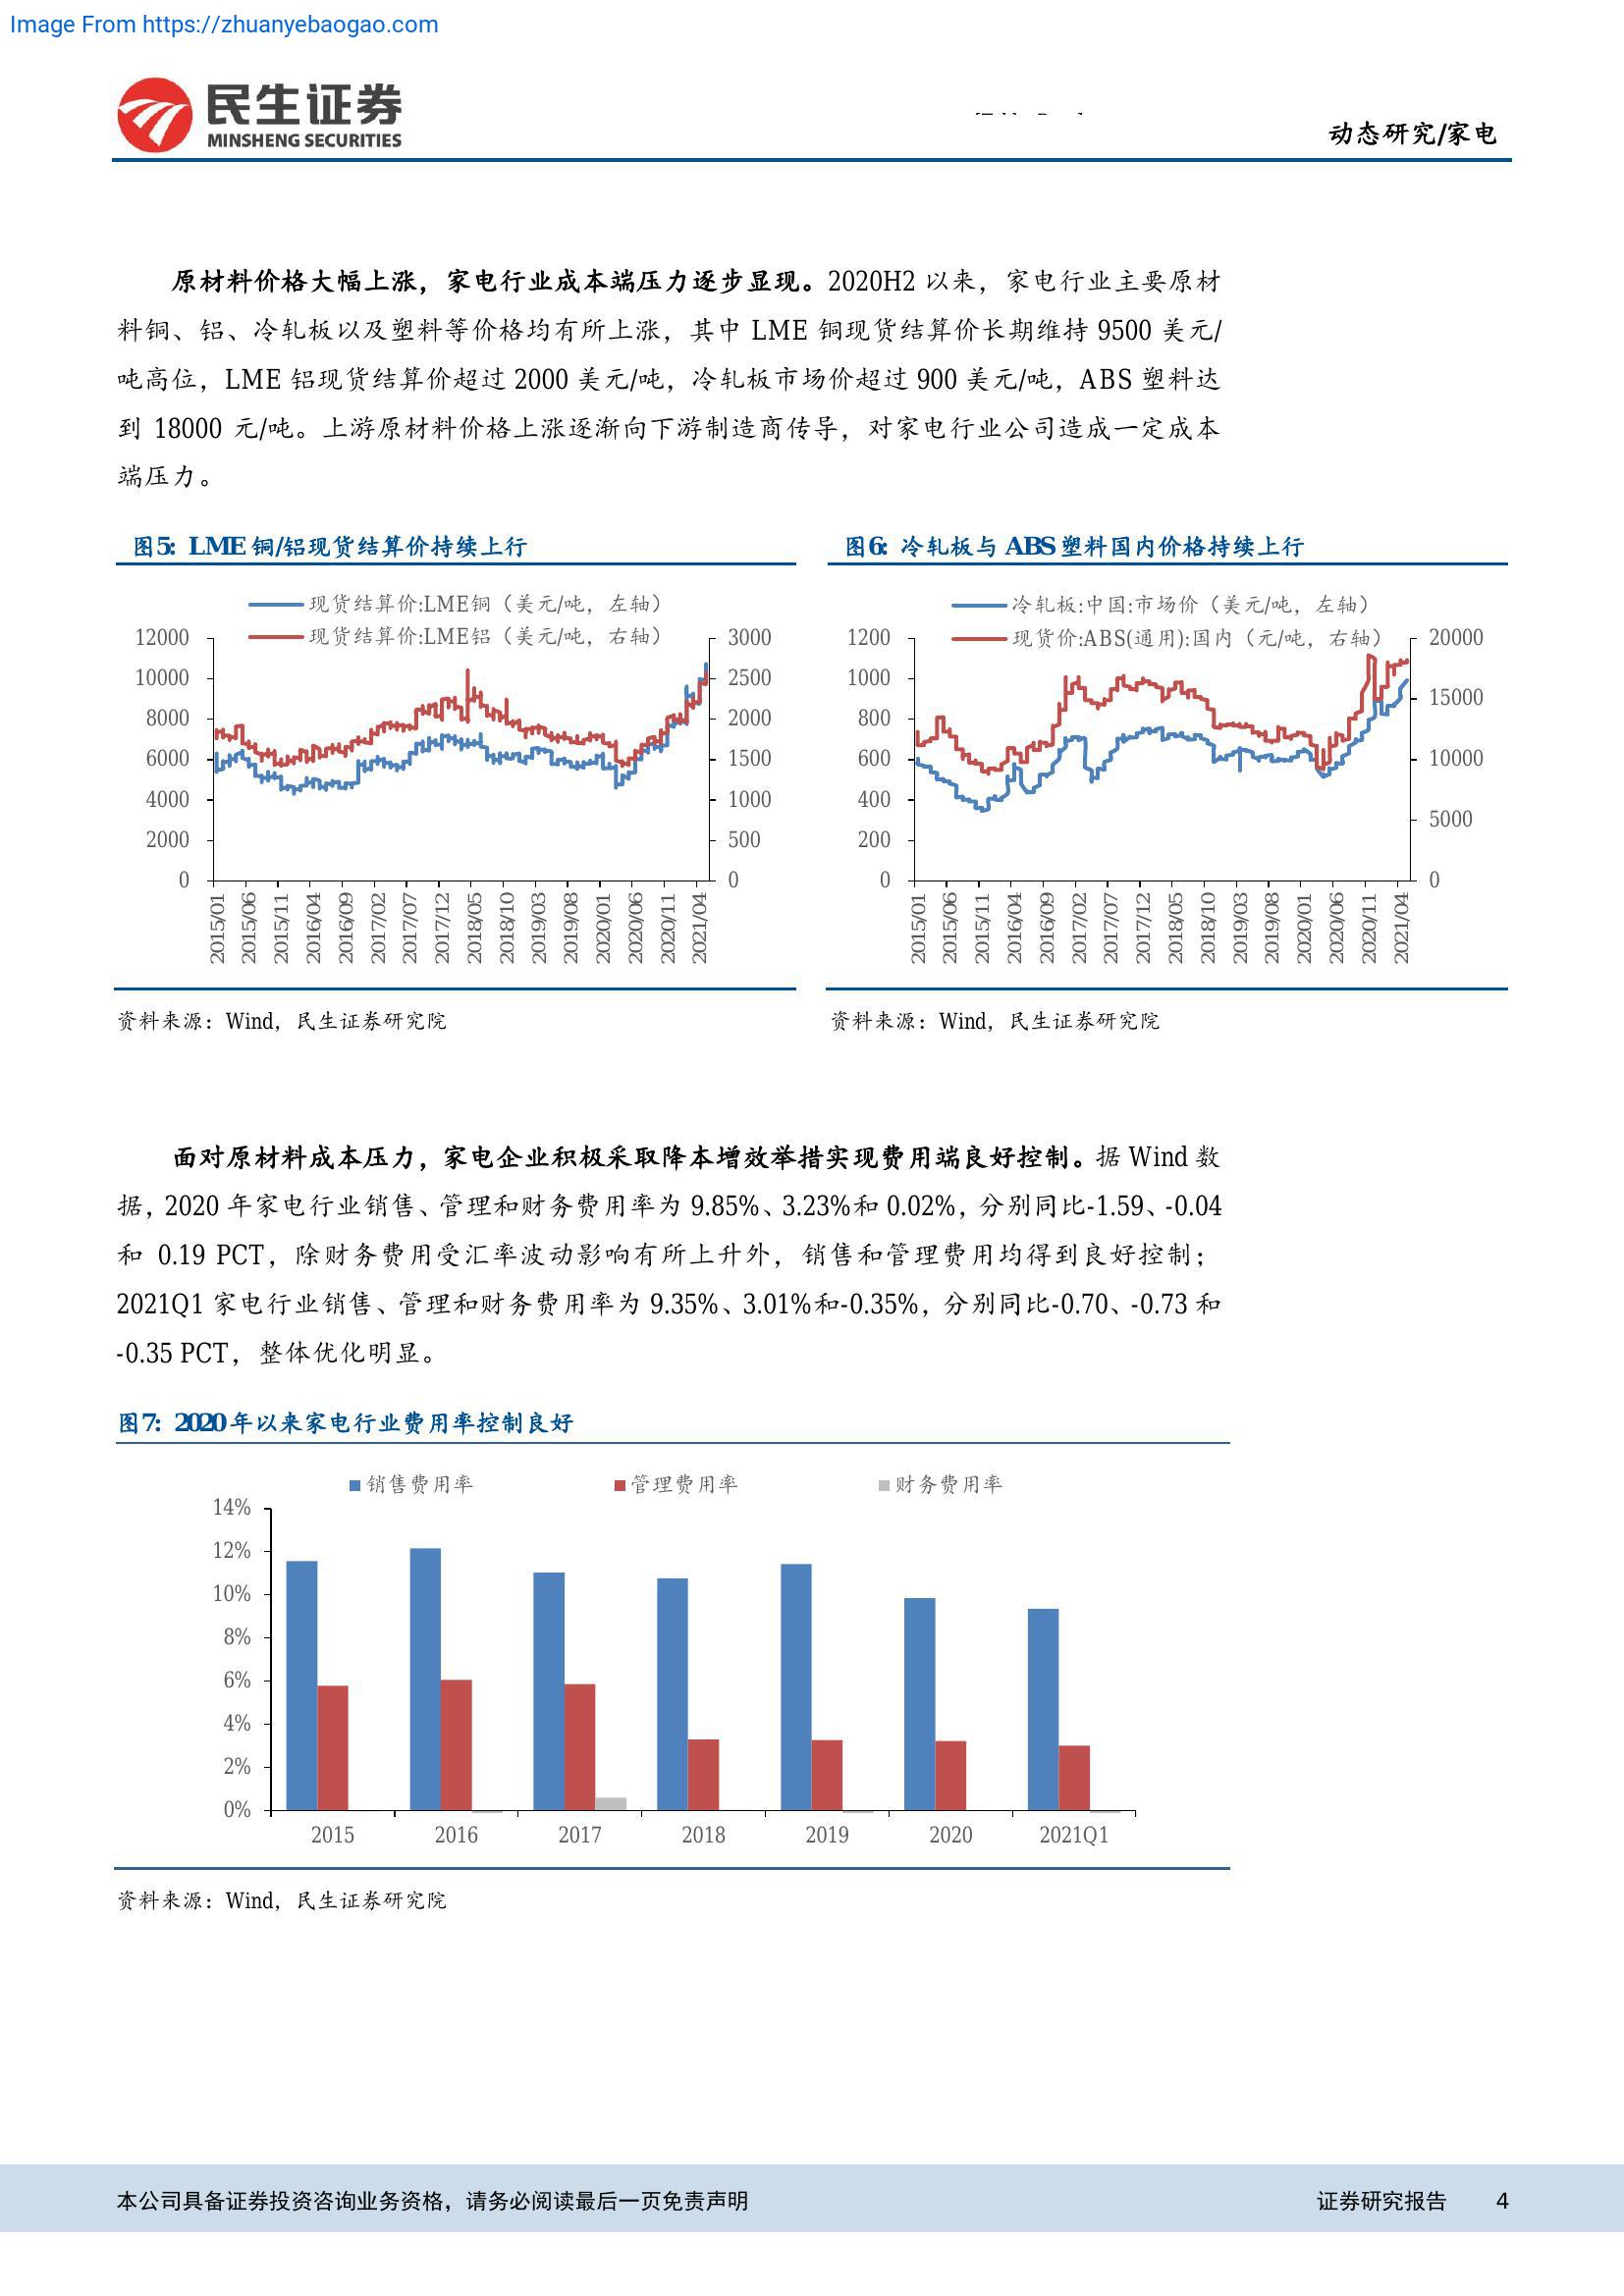 Image From https://zhuanyebaogao.com
民生证券
MINSHENG SECURITIES
动态研究/家电
原材料价格大幅上涨，家电行业成本端压力逐步显现。2020H2 以来，家电行业主要原材
料铜、铝、冷轧板以及塑料等价格均有所上涨，其中 LME 铜现货结算价长期维持 9500 美元/
吨高位，LME 铝现货结算价超过 2000 美元/吨，冷轧板市场价超过 900 美元/吨，ABS 塑料达
到 18000 元/吨。上游原材料价格上涨逐渐向下游制造商传导，对家电行业公司造成一定成本
端压力。
图5：LME 铜/铝现货结算价持续上行
现货结算价:LME铜（美元/吨，左轴）
现货结算价:LME铝（美元/吨，右轴）
12000
10000
8000
6000
4000
2000
0
3000
2500
2000
1500
1000
500
0
2015/01
2015/06
2015/11
2016/04
2016/09
2017/02
2017/07
2017/12
2018/05
2018/10
2019/03
2019/08
2020/01
2020/06
2020/11
2021/04
资料来源：Wind，民生证券研究院
图6：冷轧板与 ABS 塑料国内价格持续上行
冷轧板:中国:市场价（美元/吨，左轴）
现货价:ABS(通用):国内（元/吨，右轴）
1200
1000
800
600
400
200
0
20000
15000
10000
5000
0
2015/01
2015/06
2015/11
2016/04
2016/09
2017/02
2017/07
2017/12
2018/05
2018/10
2019/03
2019/08
2020/01
2020/06
2020/11
2021/04
资料来源：Wind，民生证券研究院
面对原材料成本压力，家电企业积极采取降本增效举措实现费用端良好控制。据 Wind 数
据，2020 年家电行业销售、管理和财务费用率为 9.85%、3.23%和 0.02%，分别同比-1.59、-0.04
和 0.19 PCT，除财务费用受汇率波动影响有所上升外，销售和管理费用均得到良好控制；
2021Q1 家电行业销售、管理和财务费用率为 9.35%、3.01%和-0.35%，分别同比-0.70、-0.73 和
-0.35 PCT，整体优化明显。
图7：2020 年以来家电行业费用率控制良好
销售费用率 管理费用率 财务费用率
14%
12%
10%
8%
6%
4%
2%
0%
2015 2016 2017 2018 2019 2020 2021Q1
资料来源：Wind，民生证券研究院
本公司具备证券投资咨询业务资格，请务必阅读最后一页免责声明 证券研究报告 4